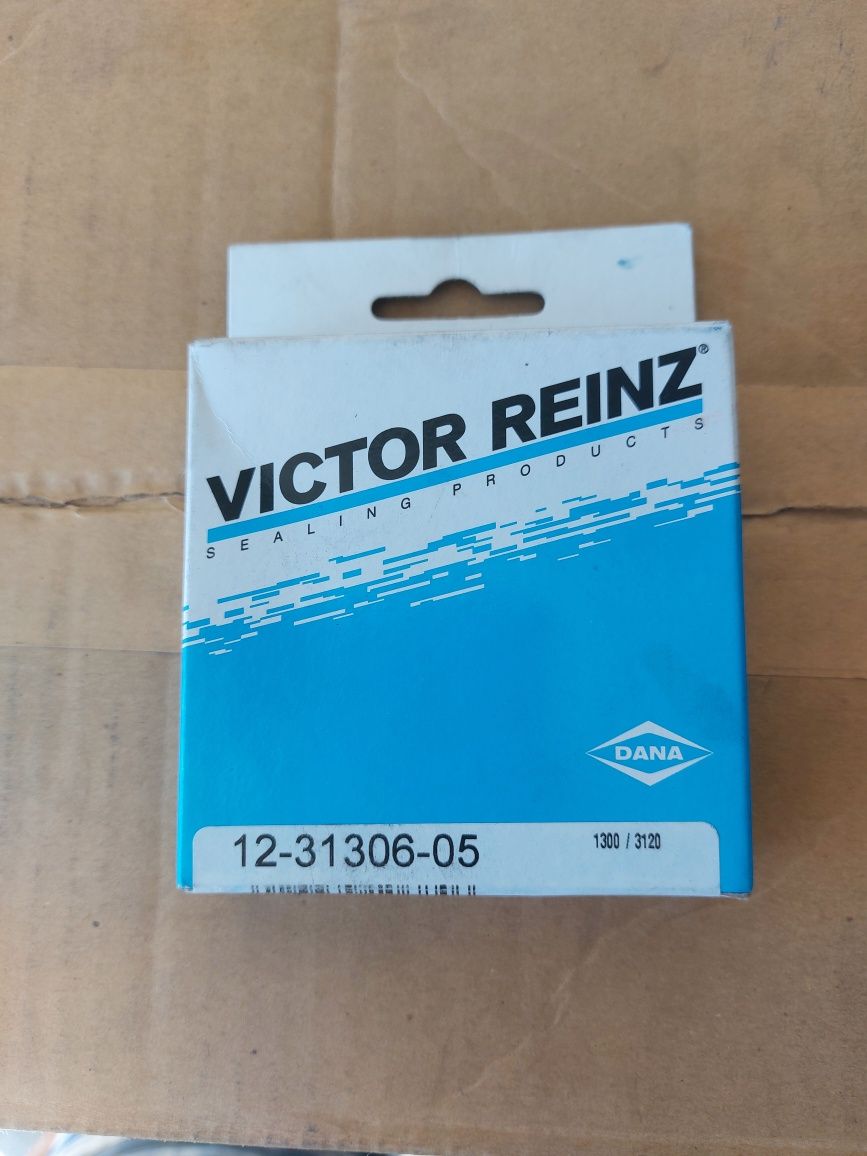 VICTOR REINZ®
SEALING PRODUCTS
DANA
12-31306-05
1300 / 3120